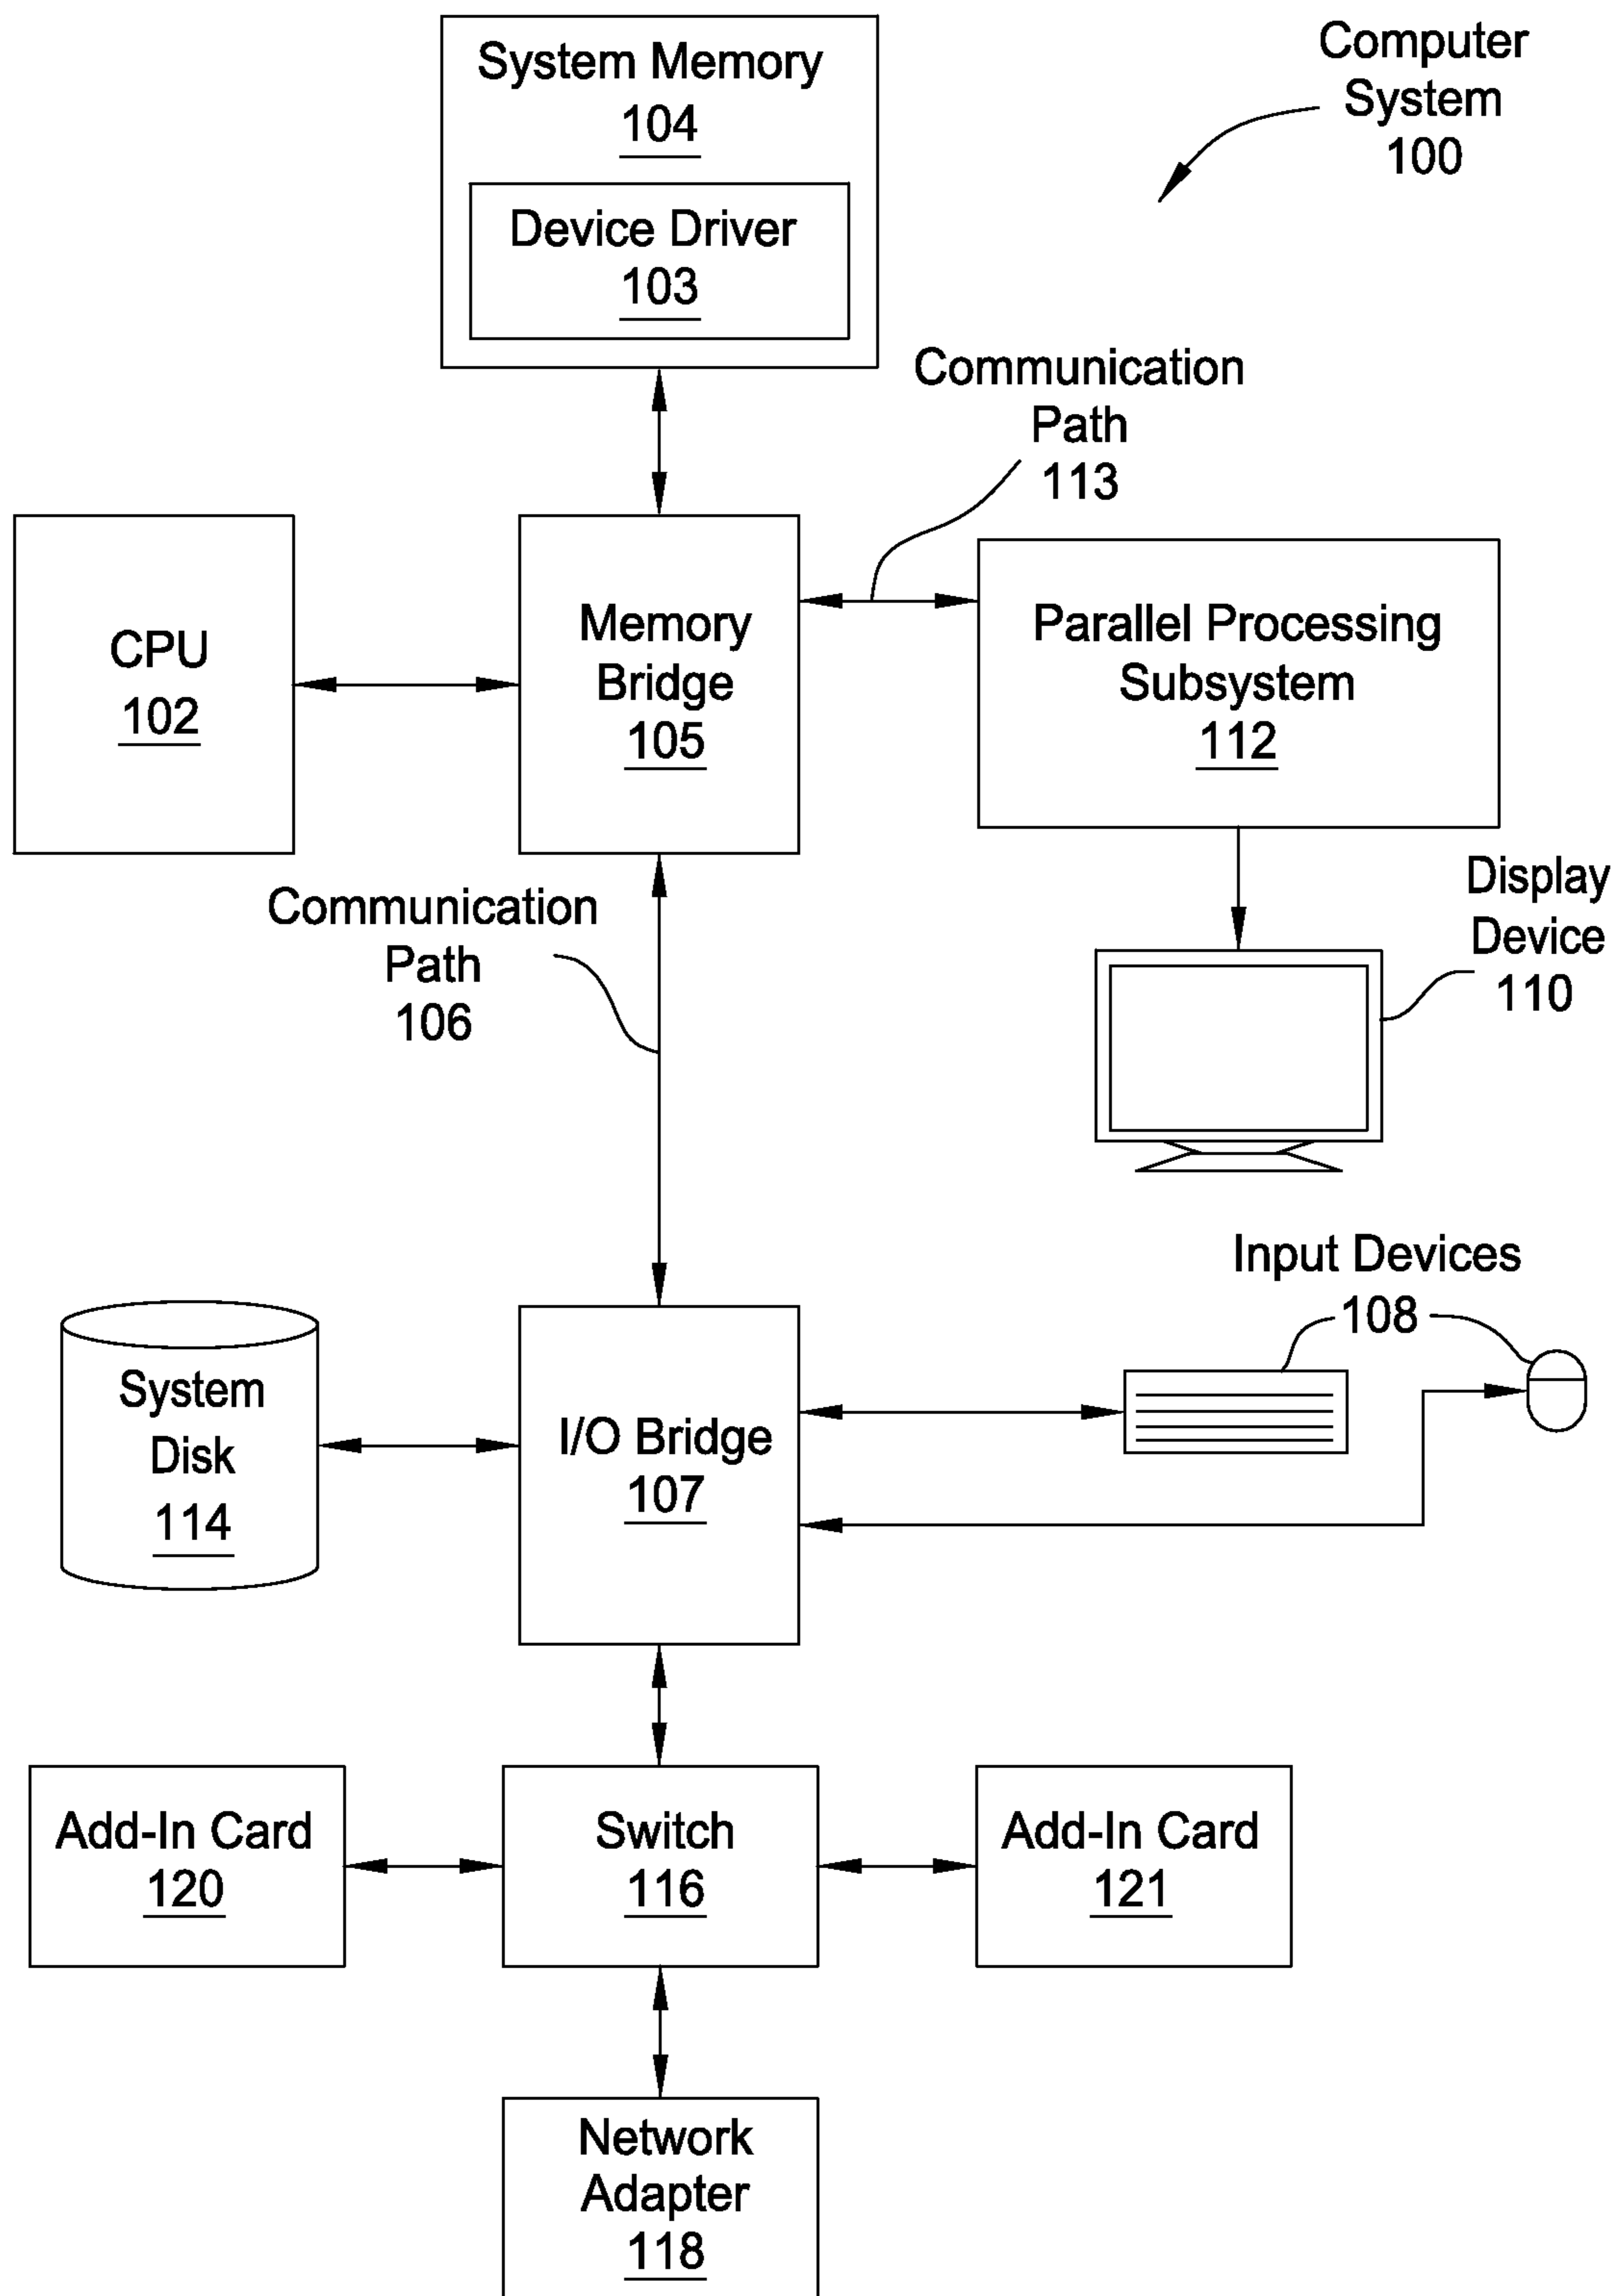 System Memory
104
Device Driver
103
Computer
System
100
Communication
Path
113
CPU
102
Memory
Bridge
105
Parallel Processing
Subsystem
112
Communication
Path
106
Display
Device
110
Input Devices
108
System
Disk
114
I/O Bridge
107
Add-In Card
120
Switch
116
Add-In Card
121
Network
Adapter
118